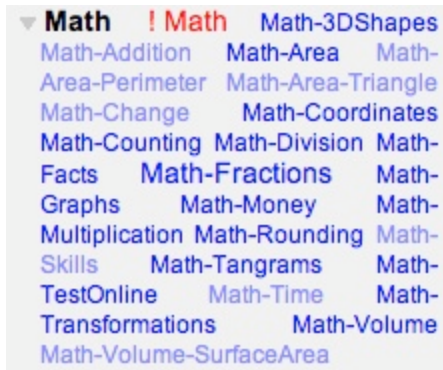 Math ! Math Math-3DShapes
Math-Addition Math-Area Math-
Area-Perimeter Math-Area-Triangle
Math-Change Math-Coordinates
Math-Counting Math-Division Math-
Facts Math-Fractions Math-
Graphs Math-Money Math-
Multiplication Math-Rounding Math-
Skills Math-Tangrams Math-
TestOnline Math-Time Math-
Transformations Math-Volume
Math-Volume-SurfaceArea